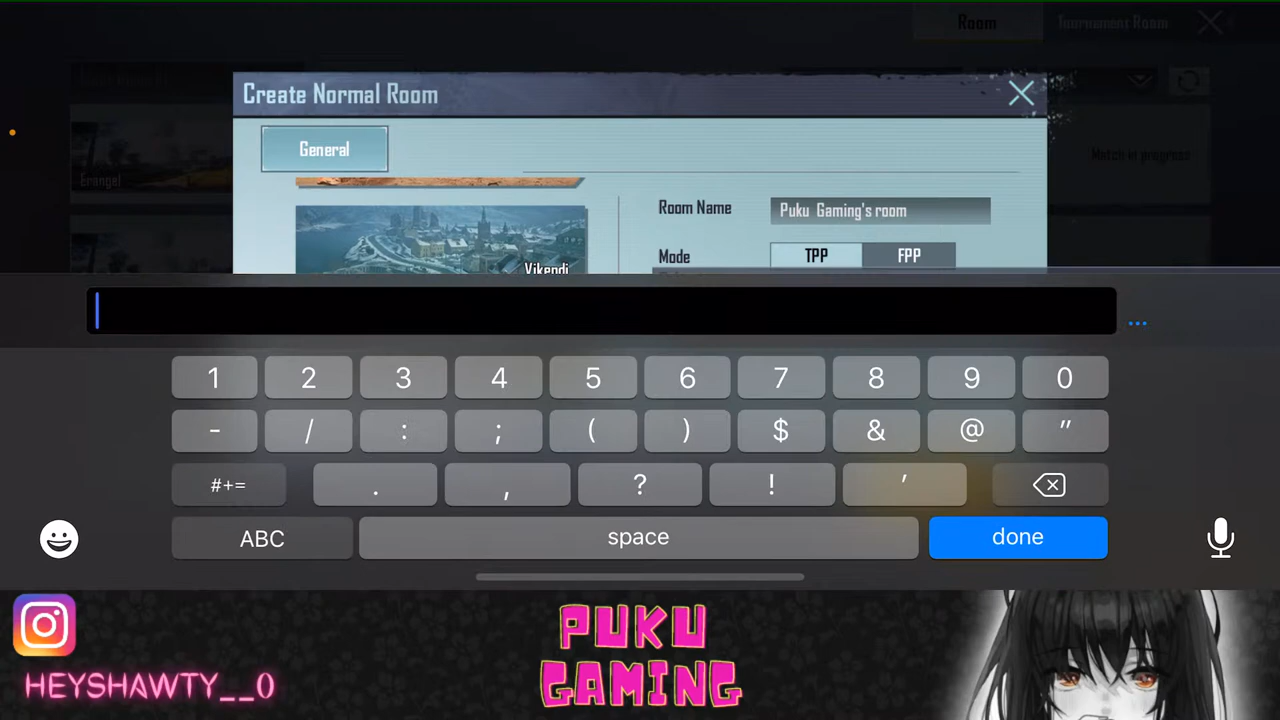 Room
Tournament Room
Create Normal Room
General
Erangel
Match in progress
Room Name
Puku Gaming's room
Vikendi
Mode
TPP
FPP
...
1 2 3 4 5 6 7 8 9 0
- / : ; ( ) $ & @ "
#+= . , ? ! '
ABC
space
done
PUKU
GAMING
HEYSHAWTY__0